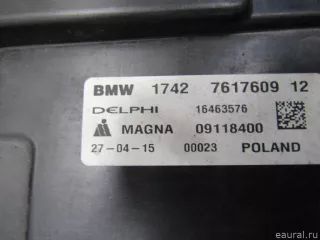 BMW 1742 7617609 12
DELPHI 16463576
MAGNA 09118400
27-04-15 00023 POLAND
© eaural.ru